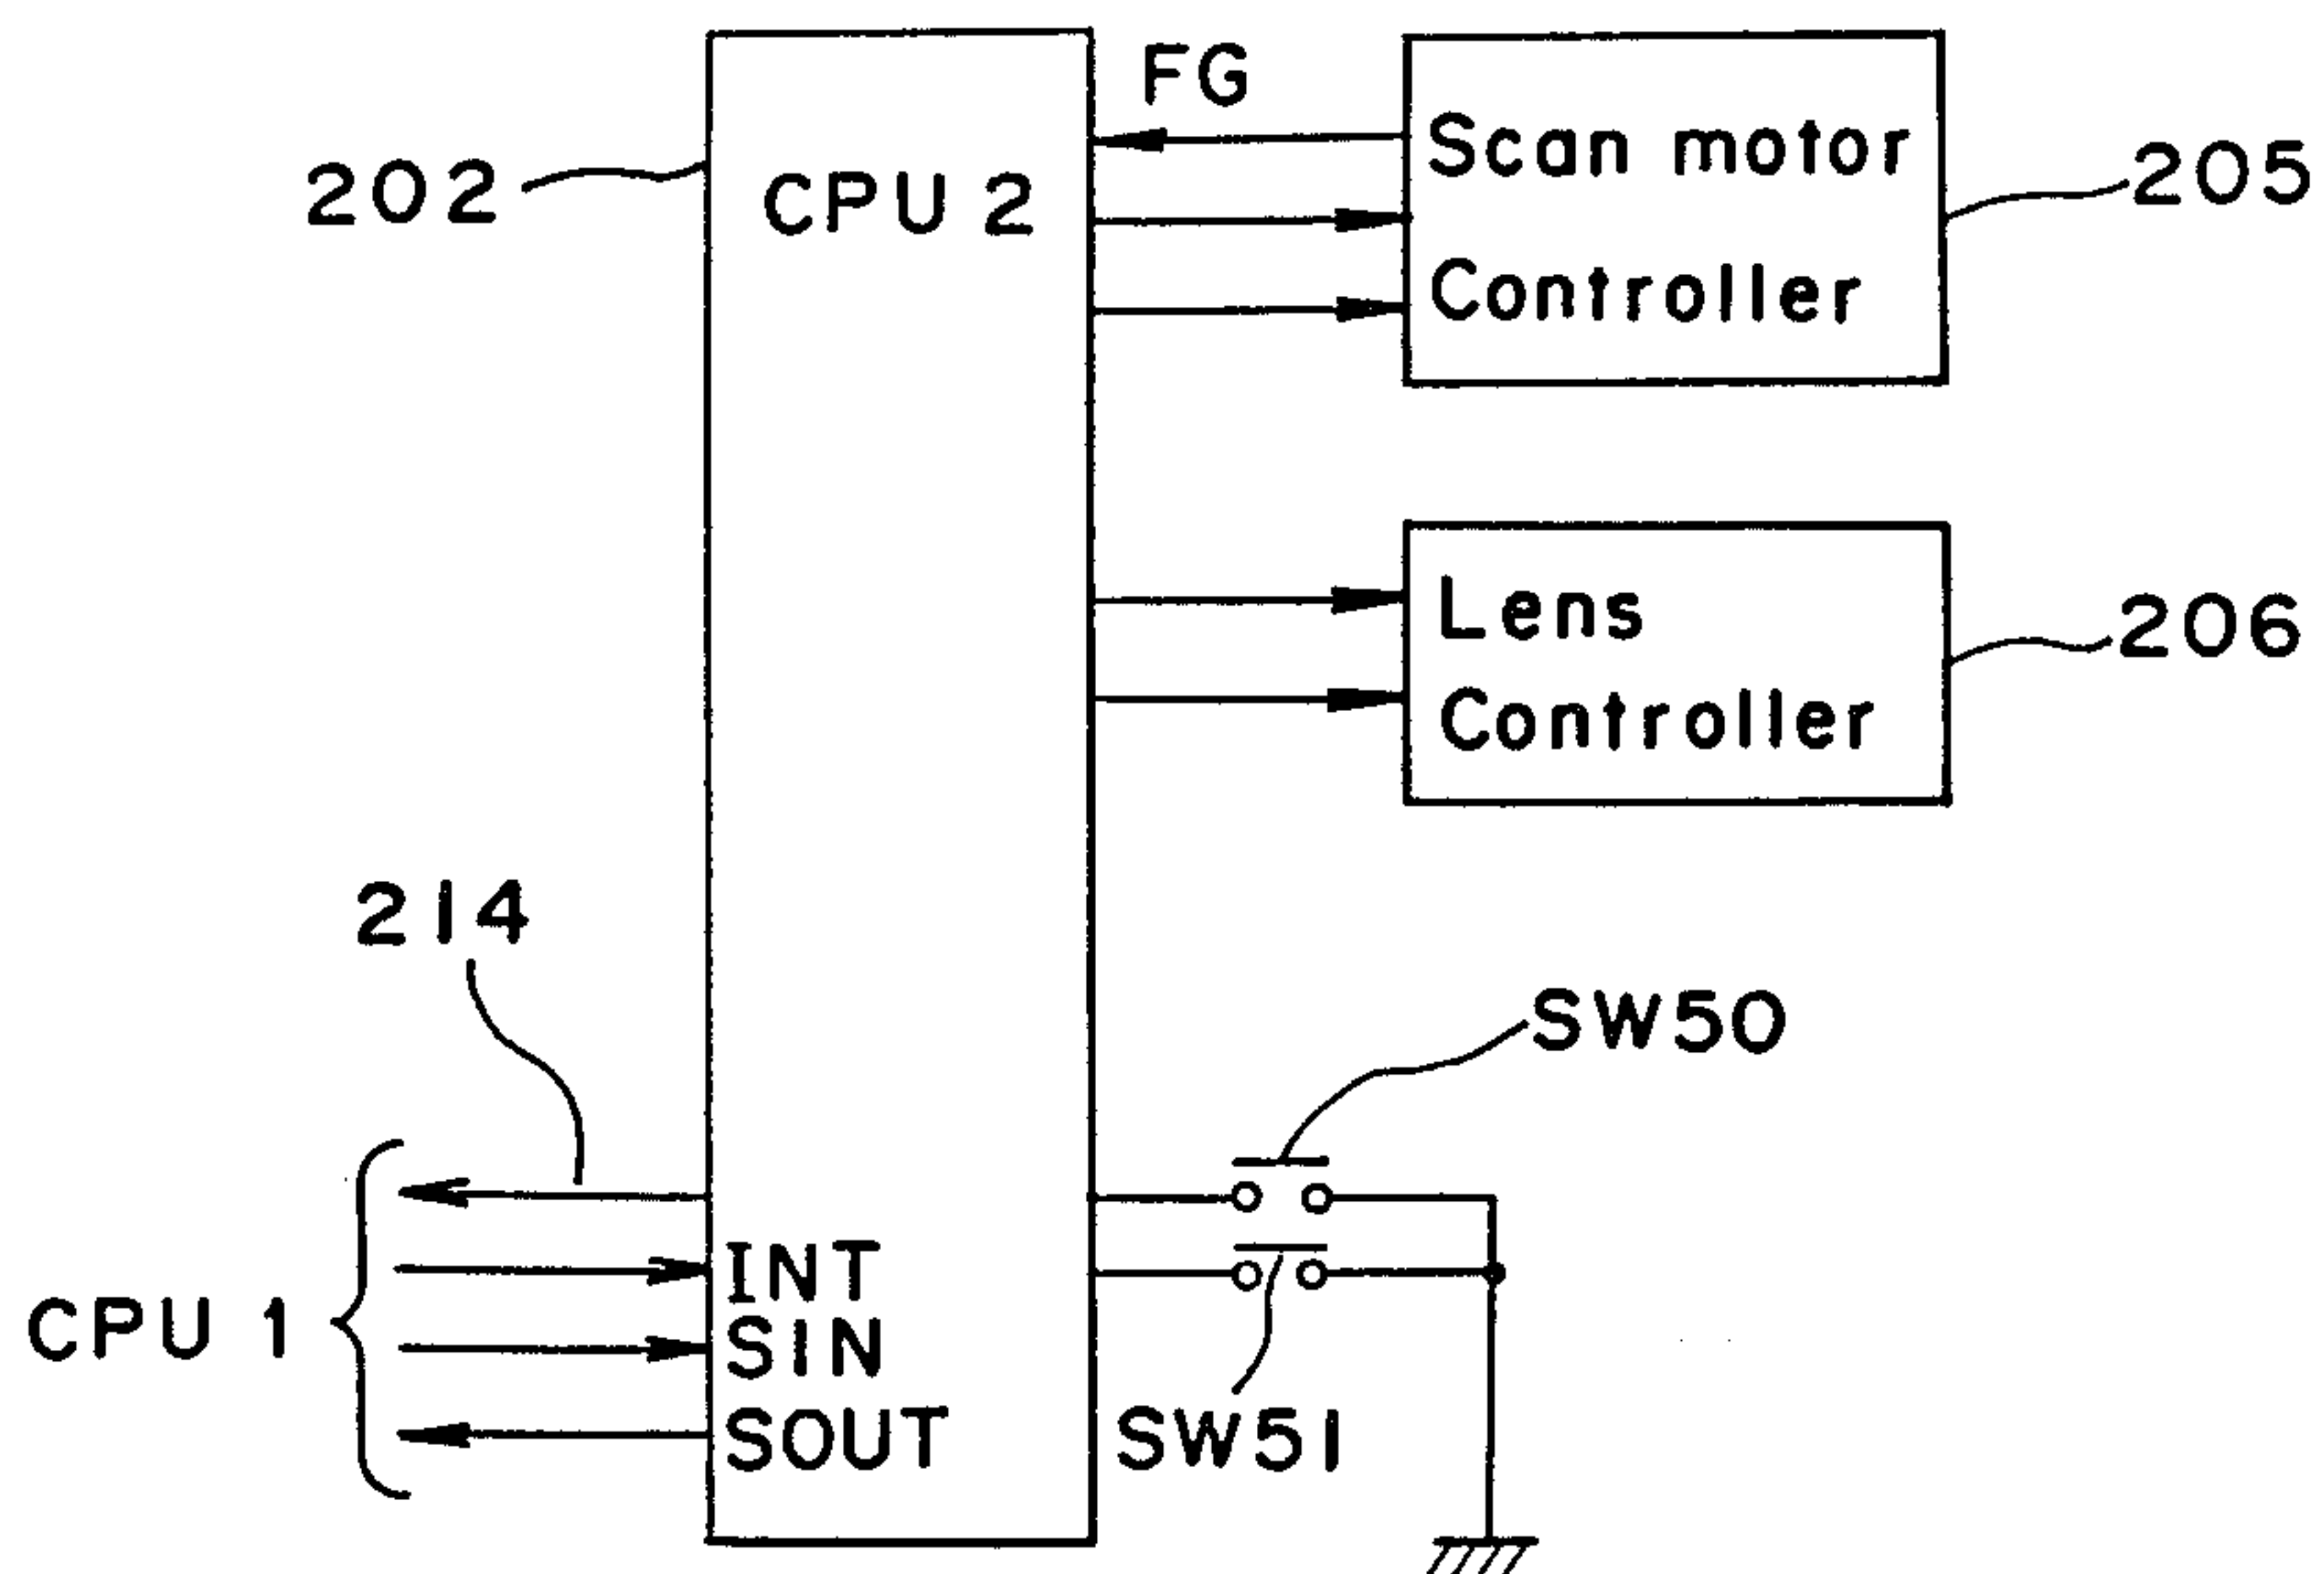 FG
202
CPU 2
Scan motor
Controller
205
Lens
Controller
206
214
SW50
CPU 1
INT
SIN
SOUT
SW51